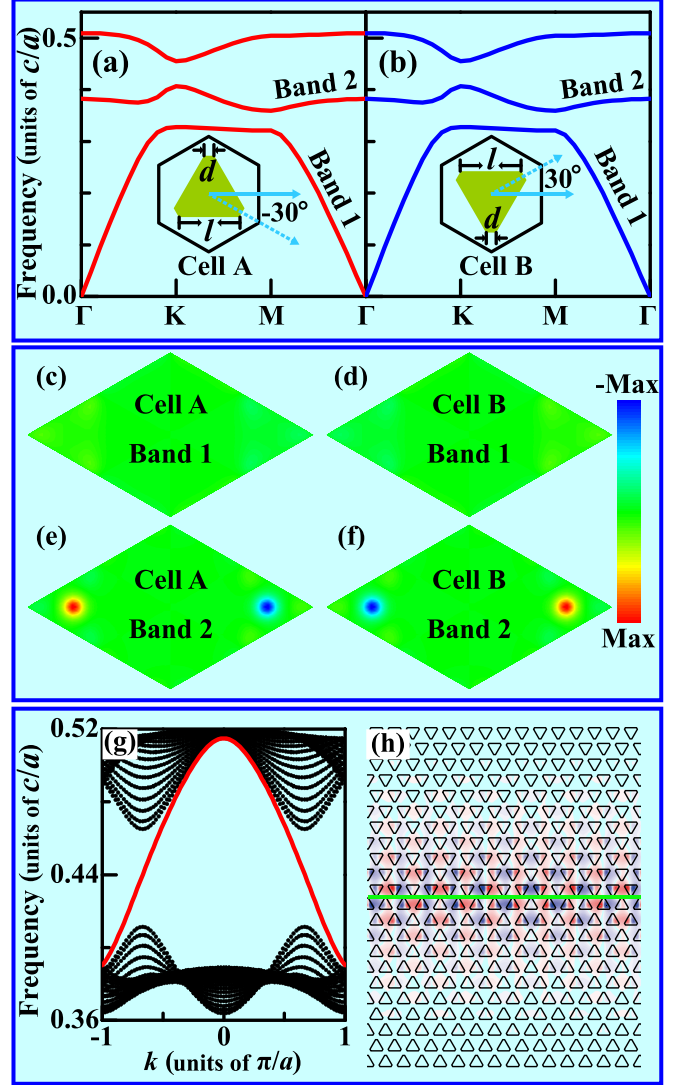 Frequency (units of c/a)
0.5
0.0
(a)
Band 2
Band 1
d
l
-30°
Cell A
(b)
Band 2
Band 1
l
30°
d
Cell B
Γ K M Γ K M Γ
(c)
Cell A
Band 1
(d)
Cell B
Band 1
-Max
(e)
Cell A
Band 2
(f)
Cell B
Band 2
Max
Frequency (units of c/a)
0.52
0.44
0.36
(g)
-1 0 1
k (units of π/a)
(h)